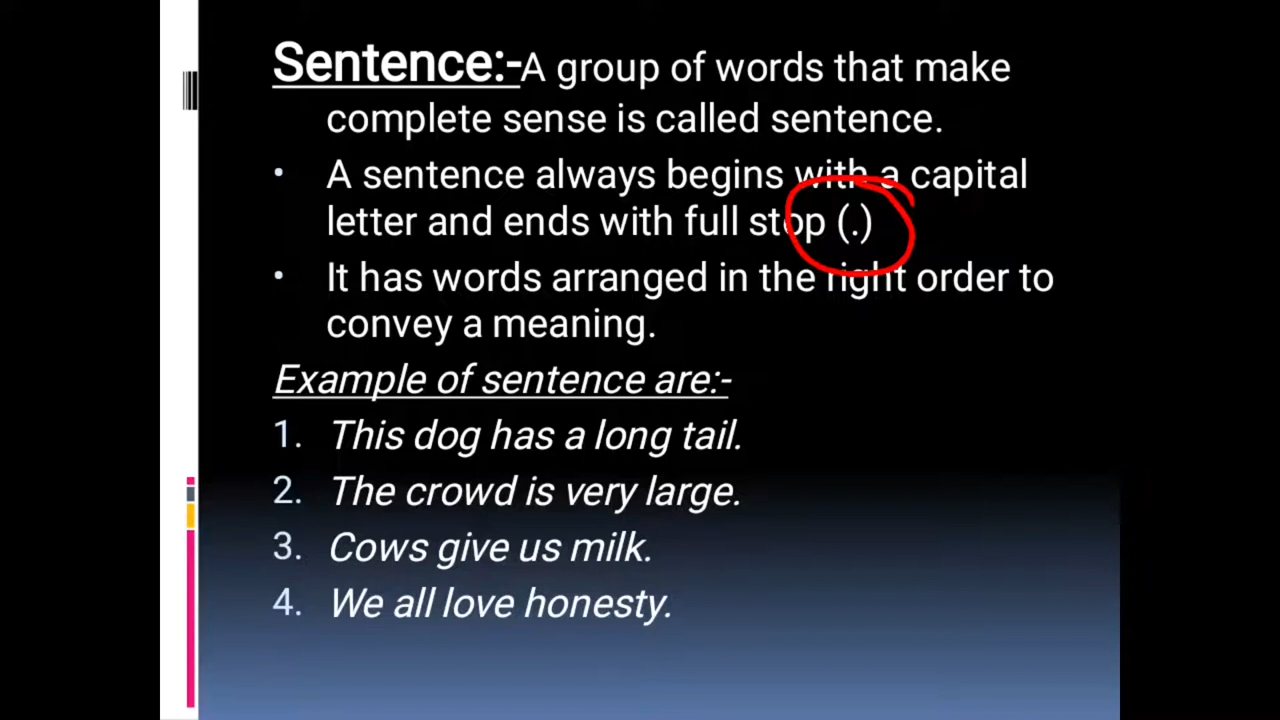 Sentence:-A group of words that make
complete sense is called sentence.
• A sentence always begins with a capital
letter and ends with full stop (.)
• It has words arranged in the right order to
convey a meaning.
Example of sentence are:-
1. This dog has a long tail.
2. The crowd is very large.
3. Cows give us milk.
4. We all love honesty.